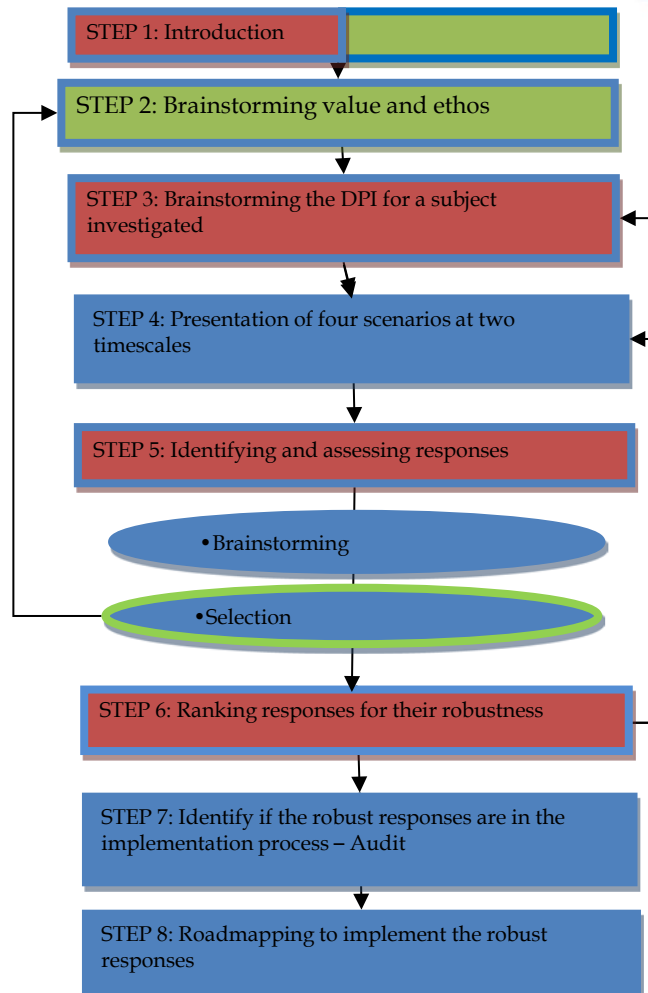 STEP 1: Introduction
STEP 2: Brainstorming value and ethos
STEP 3: Brainstorming the DPI for a subject
investigated
STEP 4: Presentation of four scenarios at two
timescales
STEP 5: Identifying and assessing responses
•Brainstorming
•Selection
STEP 6: Ranking responses for their robustness
STEP 7: Identify if the robust responses are in the
implementation process – Audit
STEP 8: Roadmapping to implement the robust
responses